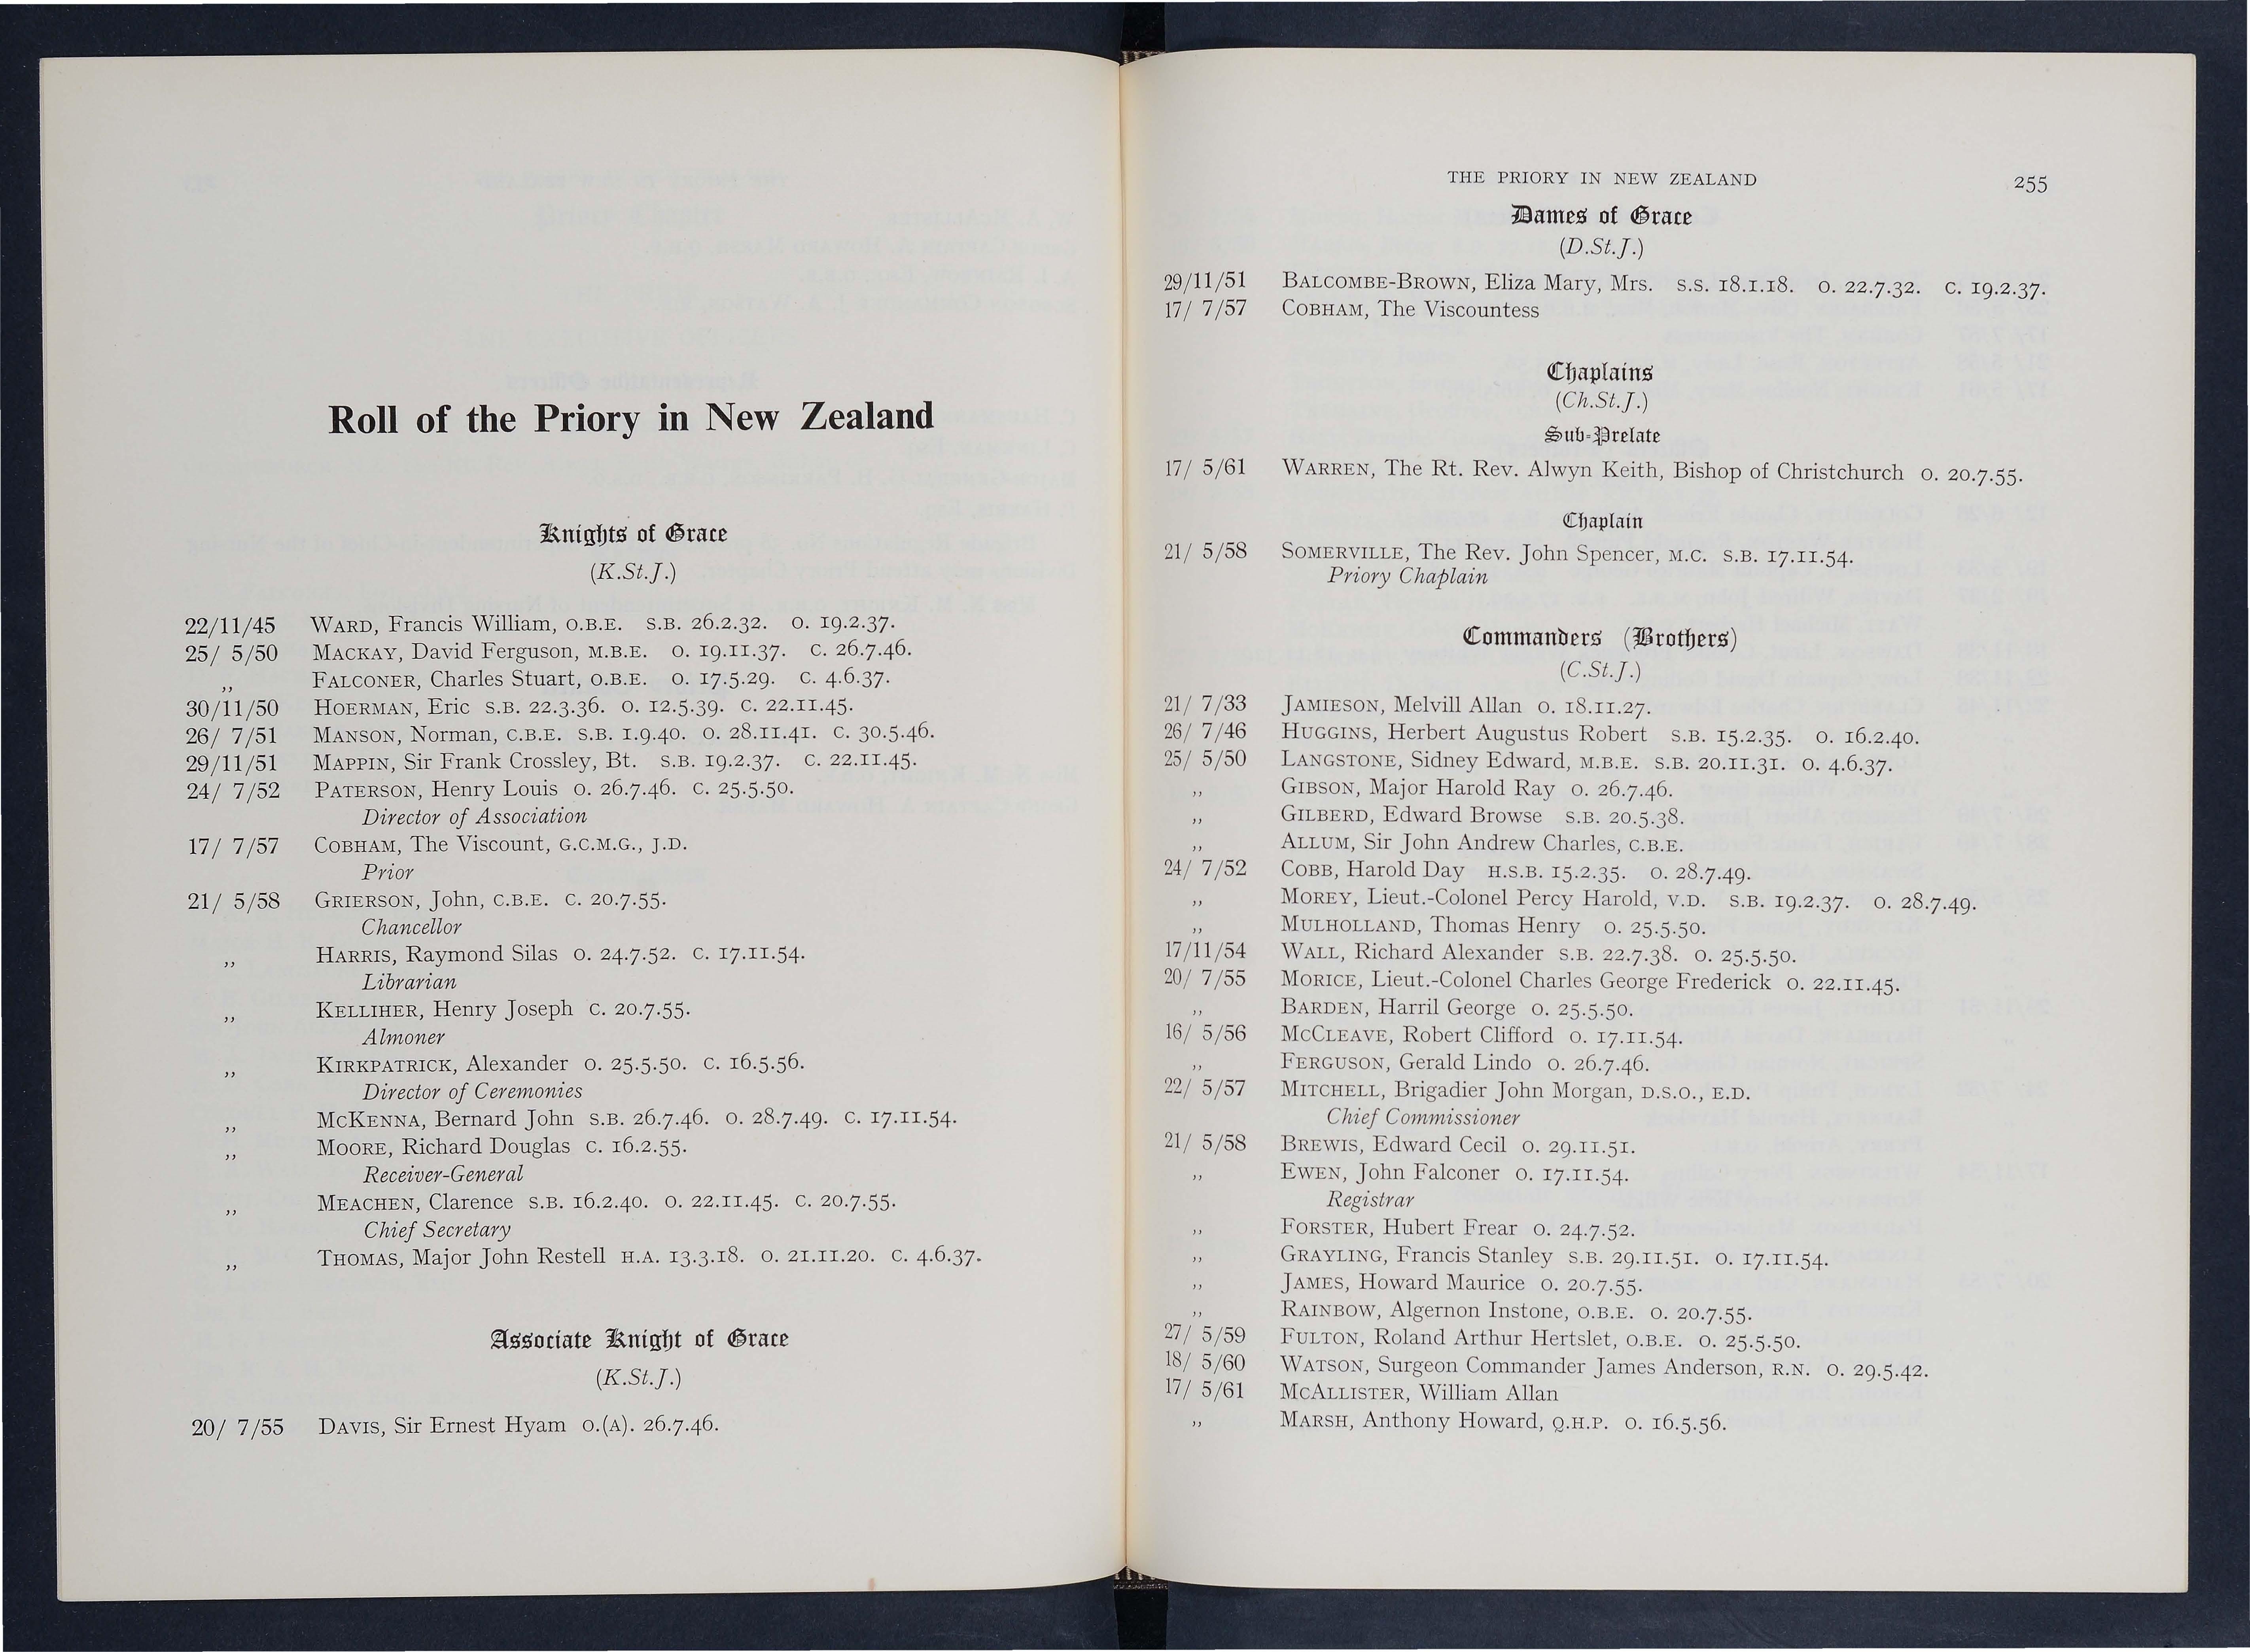 Roll of the Priory in New Zealand
Knights of Grace
(K.St.J.)
22/11/45 WARD, Francis William, O.B.E. S.B. 26.2.32. O. 19.2.37.
25/ 5/50 MACKAY, David Ferguson, M.B.E. O. 19.11.37. C. 26.7.46.
,, FALCONER, Charles Stuart, O.B.E. O. 17.5.29. C. 4.6.37.
30/11/50 HOERMAN, Eric S.B. 22.3.36. O. 12.5.39. C. 22.11.45.
26/ 7/51 MANSON, Norman, C.B.E. S.B. 1.9.40. O. 28.11.41. C. 30.5.46.
29/11/51 MAPPIN, Sir Frank Crossley, Bt. S.B. 19.2.37. C. 22.11.45.
24/ 7/52 PATERSON, Henry Louis O. 26.7.46. C. 25.5.50.
Director of Association
17/ 7/57 COBHAM, The Viscount, G.C.M.G., J.D.
Prior
21/ 5/58 GRIERSON, John, C.B.E. C. 20.7.55.
Chancellor
,, HARRIS, Raymond Silas O. 24.7.52. C. 17.11.54.
Librarian
,, KELLIHER, Henry Joseph C. 20.7.55.
Almoner
,, KIRKPATRICK, Alexander O. 25.5.50. C. 16.5.56.
Director of Ceremonies
,, MCKENNA, Bernard John S.B. 26.7.46. O. 28.7.49. C. 17.11.54.
,, MOORE, Richard Douglas C. 16.2.55.
Receiver-General
,, MEACHEN, Clarence S.B. 16.2.40. O. 22.11.45. C. 20.7.55.
Chief Secretary
,, THOMAS, Major John Restell H.A. 13.3.18. O. 21.11.20. C. 4.6.37.
Associate Knight of Grace
(K.St.J.)
20/ 7/55 DAVIS, Sir Ernest Hyam O.(A). 26.7.46.
THE PRIORY IN NEW ZEALAND 255
Dames of Grace
(D.St.J.)
29/11/51 BALCOMBE-BROWN, Eliza Mary, Mrs. S.S. 18.1.18. O. 22.7.32. C. 19.2.37.
17/ 7/57 COBHAM, The Viscountess
Chaplains
(Ch.St.J.)
Sub-Prelate
17/ 5/61 WARREN, The Rt. Rev. Alwyn Keith, Bishop of Christchurch O. 20.7.55.
Chaplain
21/ 5/58 SOMERVILLE, The Rev. John Spencer, M.C. S.B. 17.11.54.
Priory Chaplain
Commanders (Brothers)
(C.St.J.)
21/ 7/33 JAMIESON, Melvill Allan O. 18.11.27.
26/ 7/46 HUGGINS, Herbert Augustus Robert S.B. 15.2.35. O. 16.2.40.
25/ 5/50 LANGSTONE, Sidney Edward, M.B.E. S.B. 20.11.31. O. 4.6.37.
,, GIBSON, Major Harold Ray O. 26.7.46.
,, GILBERD, Edward Browse S.B. 20.5.38.
,, ALLUM, Sir John Andrew Charles, C.B.E.
24/ 7/52 COBB, Harold Day H.S.B. 15.2.35. O. 28.7.49.
,, MOREY, Lieut.-Colonel Percy Harold, V.D. S.B. 19.2.37. O. 28.7.49.
,, MULHOLLAND, Thomas Henry O. 25.5.50.
17/11/54 WALL, Richard Alexander S.B. 22.7.38. O. 25.5.50.
20/ 7/55 MORICE, Lieut.-Colonel Charles George Frederick O. 22.11.45.
,, BARDEN, Harril George O. 25.5.50.
16/ 5/56 MCCLEAVE, Robert Clifford O. 17.11.54.
,, FERGUSON, Gerald Lindo O. 26.7.46.
22/ 5/57 MITCHELL, Brigadier John Morgan, D.S.O., E.D.
Chief Commissioner
21/ 5/58 BREWIS, Edward Cecil O. 29.11.51.
,, EWEN, John Falconer O. 17.11.54.
Registrar
,, FORSTER, Hubert Frear O. 24.7.52.
,, GRAYLING, Francis Stanley S.B. 29.11.51. O. 17.11.54.
,, JAMES, Howard Maurice O. 20.7.55.
,, RAINBOW, Algernon Instone, O.B.E. O. 20.7.55.
27/ 5/59 FULTON, Roland Arthur Hertslet, O.B.E. O. 25.5.50.
18/ 5/60 WATSON, Surgeon Commander James Anderson, R.N. O. 29.5.42.
17/ 5/61 MCALLISTER, William Allan
,, MARSH, Anthony Howard, Q.H.P. O. 16.5.56.